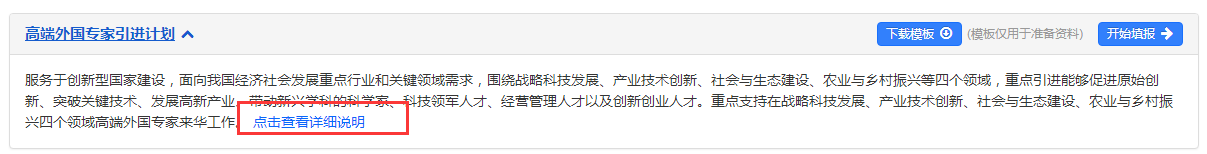 高端外国专家引进计划
下载模板 (模板仅用于准备资料) 开始填报
服务于创新型国家建设，面向我国经济社会发展重点行业和关键领域需求，围绕战略科技发展、产业技术创新、社会与生态建设、农业与乡村振兴等四个领域，重点引进能够促进原始创
新、突破关键技术、发展高新产业、带动新兴学科的科学家、科技领军人才、经营管理人才以及创新创业人才。重点支持在战略科技发展、产业技术创新、社会与生态建设、农业与乡村振
兴四个领域高端外国专家来华工作。 点击查看详细说明